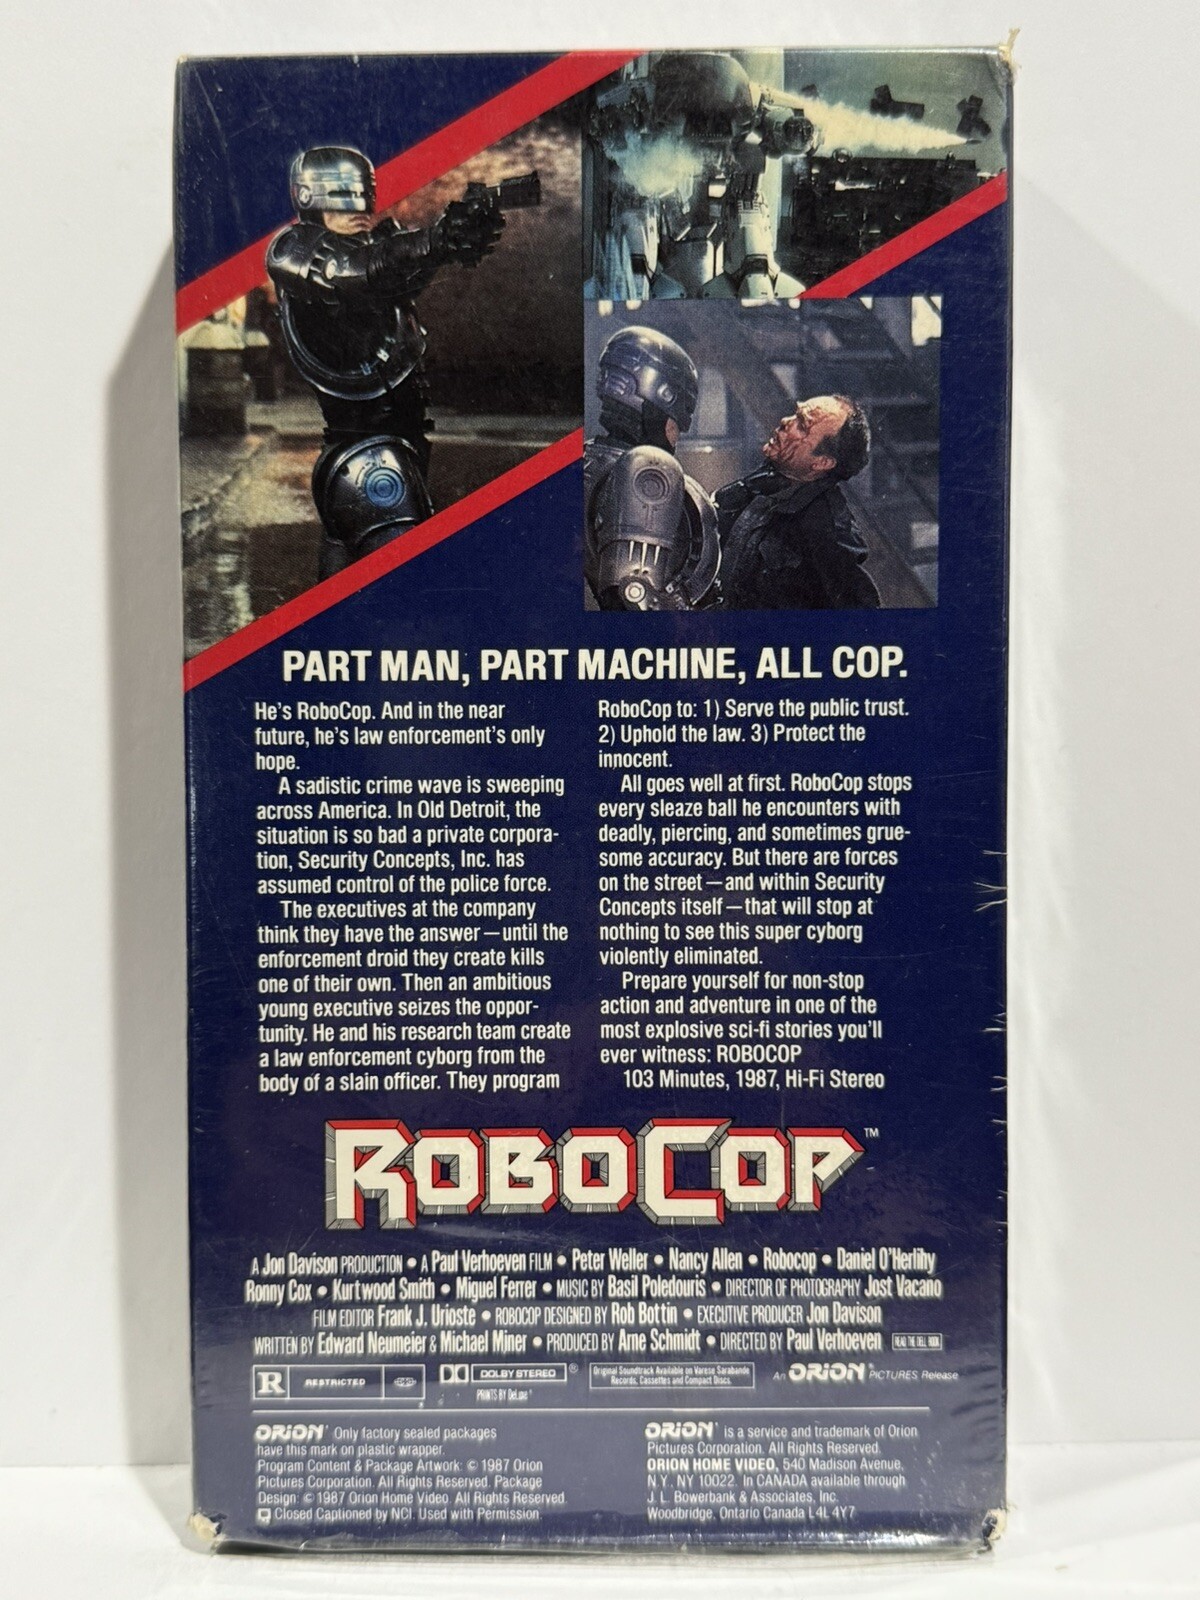 PART MAN, PART MACHINE, ALL COP.
He's RoboCop. And in the near
future, he's law enforcement's only
hope.
A sadistic crime wave is sweeping
across America. In Old Detroit, the
situation is so bad a private corpora-
tion, Security Concepts, Inc. has
assumed control of the police force.
The executives at the company
think they have the answer—until the
enforcement droid they create kills
one of their own. Then an ambitious
young executive seizes the oppor-
tunity. He and his research team create
a law enforcement cyborg from the
body of a slain officer. They program
RoboCop to: 1) Serve the public trust.
2) Uphold the law. 3) Protect the
innocent.
All goes well at first. RoboCop stops
every sleaze ball he encounters with
deadly, piercing, and sometimes grue-
some accuracy. But there are forces
on the street—and within Security
Concepts itself—that will stop at
nothing to see this super cyborg
violently eliminated.
Prepare yourself for non-stop
action and adventure in one of the
most explosive sci-fi stories you'll
ever witness: ROBOCOP
103 Minutes, 1987, Hi-Fi Stereo
ROBOCOP™
A Jon Davison PRODUCTION • A Paul Verhoeven FILM • Peter Weller • Nancy Allen • Robocop • Daniel O'Herlihy
Ronny Cox • Kurtwood Smith • Miguel Ferrer • MUSIC BY Basil Poledouris • DIRECTOR OF PHOTOGRAPHY Jost Vacano
FILM EDITOR Frank J. Urioste • ROBOCOP DESIGNED BY Rob Bottin • EXECUTIVE PRODUCER Jon Davison
WRITTEN BY Edward Neumeier & Michael Miner • PRODUCED BY Arne Schmidt • DIRECTED BY Paul Verhoeven READ THE DELL BOOK
R RESTRICTED
DOLBY STEREO ®
PRINTS BY DeLuxe®
Original Soundtrack Available on Varese Sarabande
Records, Cassettes and Compact Discs.
An ORION® PICTURES Release
ORION® Only factory sealed packages
have this mark on plastic wrapper.
Program Content & Package Artwork: © 1987 Orion
Pictures Corporation. All Rights Reserved. Package
Design: © 1987 Orion Home Video. All Rights Reserved.
Closed Captioned by NCI. Used with Permission.
ORION® is a service and trademark of Orion
Pictures Corporation. All Rights Reserved.
ORION HOME VIDEO, 540 Madison Avenue,
N.Y., NY 10022. In CANADA available through
J. L. Bowerbank & Associates, Inc.
Woodbridge, Ontario Canada L4L 4Y7